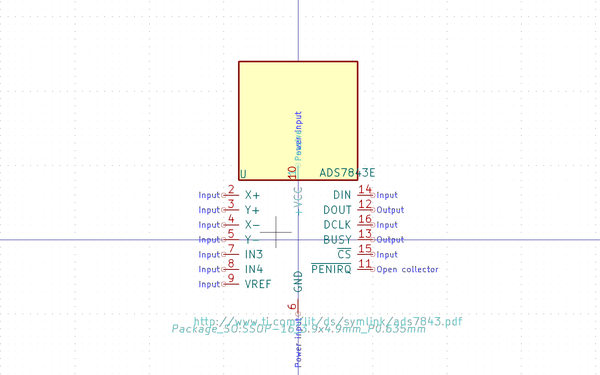 Power input
10
U ADS7843E
+VCC
Input 2 X+ DIN 14 Input
Input 3 Y+ DOUT 12 Output
Input 4 X- DCLK 16 Input
Input 5 Y- BUSY 13 Output
Input 7 IN3 CS 15 Input
Input 8 IN4 PENIRQ 11 Open collector
Input 9 VREF
GND
6
Power input
http://www.ti.com/lit/ds/symlink/ads7843.pdf
Package_SO:SSOP-16_3.9x4.9mm_P0.635mm